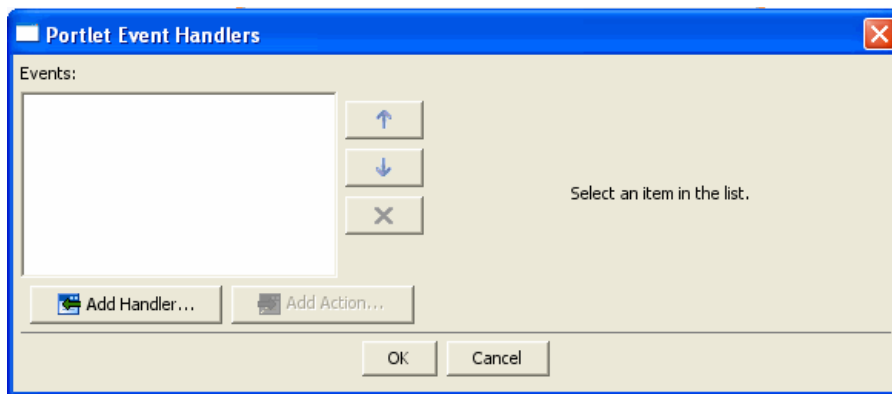 Portlet Event Handlers
Events:
Select an item in the list.
Add Handler...
Add Action...
OK
Cancel